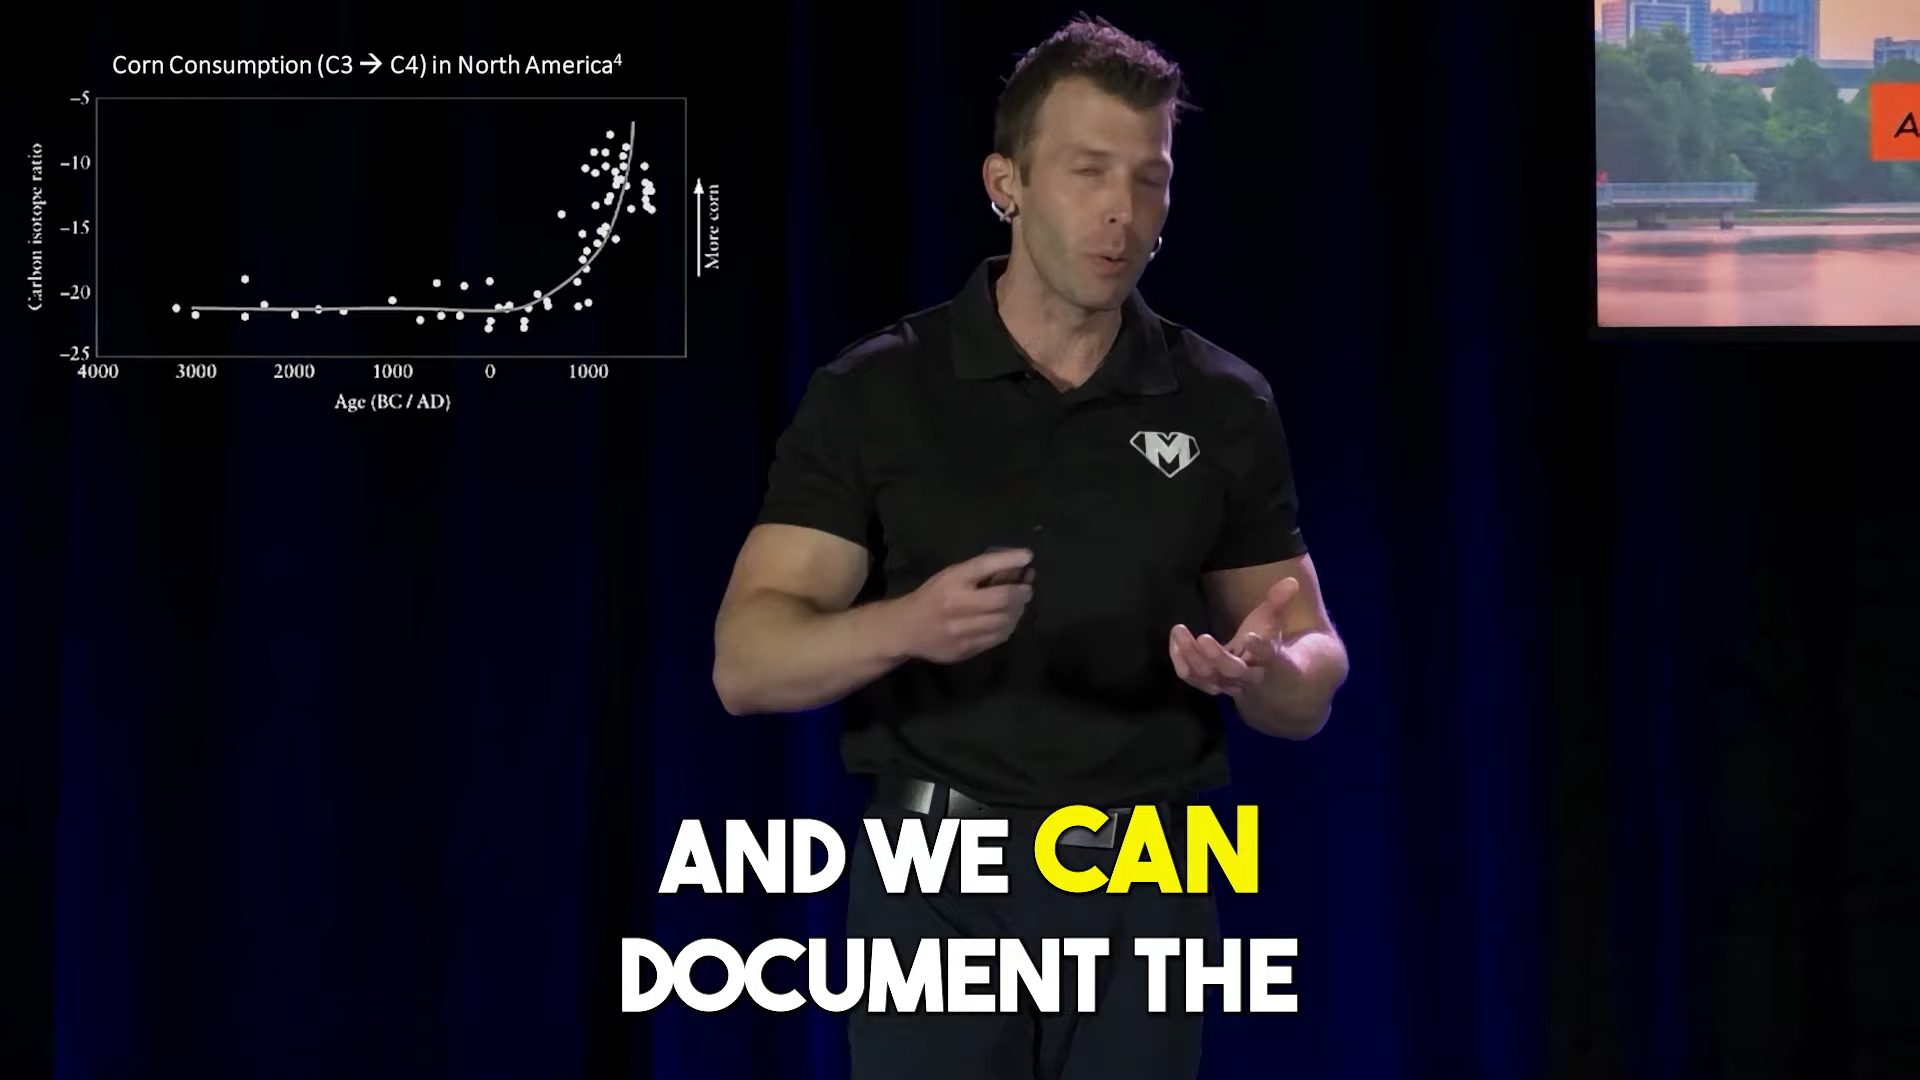 Corn Consumption (C3 → C4) in North America⁴
Carbon isotope ratio
–5
–10
–15
–20
–25
4000 3000 2000 1000 0 1000
Age (BC / AD)
More corn
A
M
AND WE CAN
DOCUMENT THE